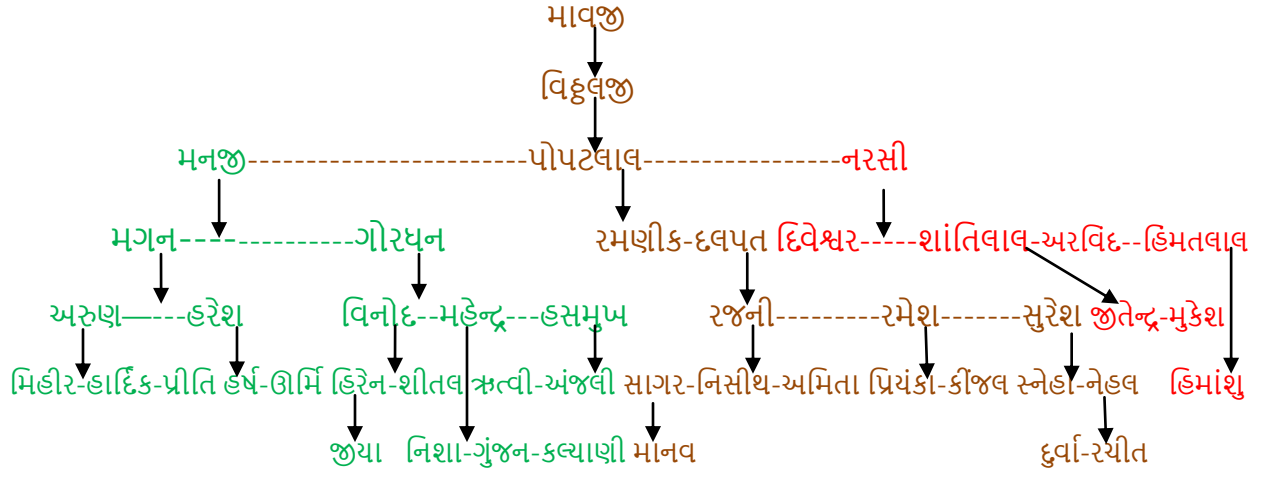 માવજી
વિઠ્ઠલજી
મનજી----------------------------પોપટલાલ--------------------નરસી
મગન---------------ગોરધન રમણીક-દલપત દિવેશ્વર-----શાંતિલાલ-અરવિંદ--હિંમતલાલ
અરુણ—----હરેશ વિનોદ--મહેન્દ્ર---હસમુખ રજની-----------રમેશ--------સુરેશ જીતેન્દ્ર-મુકેશ
મિહીર-હાર્દિક-પ્રીતિ હર્ષ-ઊર્મિ હિરેન-શીતલ ઋત્વી-અંજલી સાગર-નિસીથ-અમિતા પ્રિયંકા-કીંજલ સ્નેહા-નેહલ હિમાંશુ
જીયા નિશા-ગુંજન-કલ્યાણી માનવ દુર્વા-રચીત